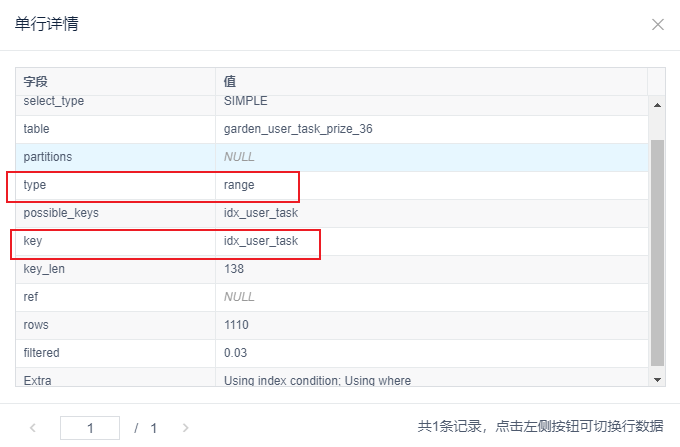 单行详情
字段 值
select_type SIMPLE
table garden_user_task_prize_36
partitions NULL
type range
possible_keys idx_user_task
key idx_user_task
key_len 138
ref NULL
rows 1110
filtered 0.03
Extra Using index condition; Using where
1 / 1 共1条记录，点击左侧按钮可切换行数据